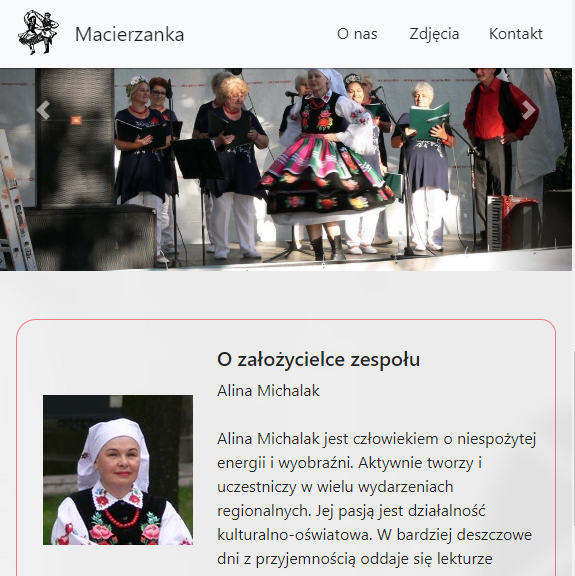 Macierzanka
O nas
Zdjęcia
Kontakt
O założycielce zespołu
Alina Michalak
Alina Michalak jest człowiekiem o niespożytej
energii i wyobraźni. Aktywnie tworzy i
uczestniczy w wielu wydarzeniach
regionalnych. Jej pasją jest działalność
kulturalno-oświatowa. W bardziej deszczowe
dni z przyjemnością oddaje się lekturze